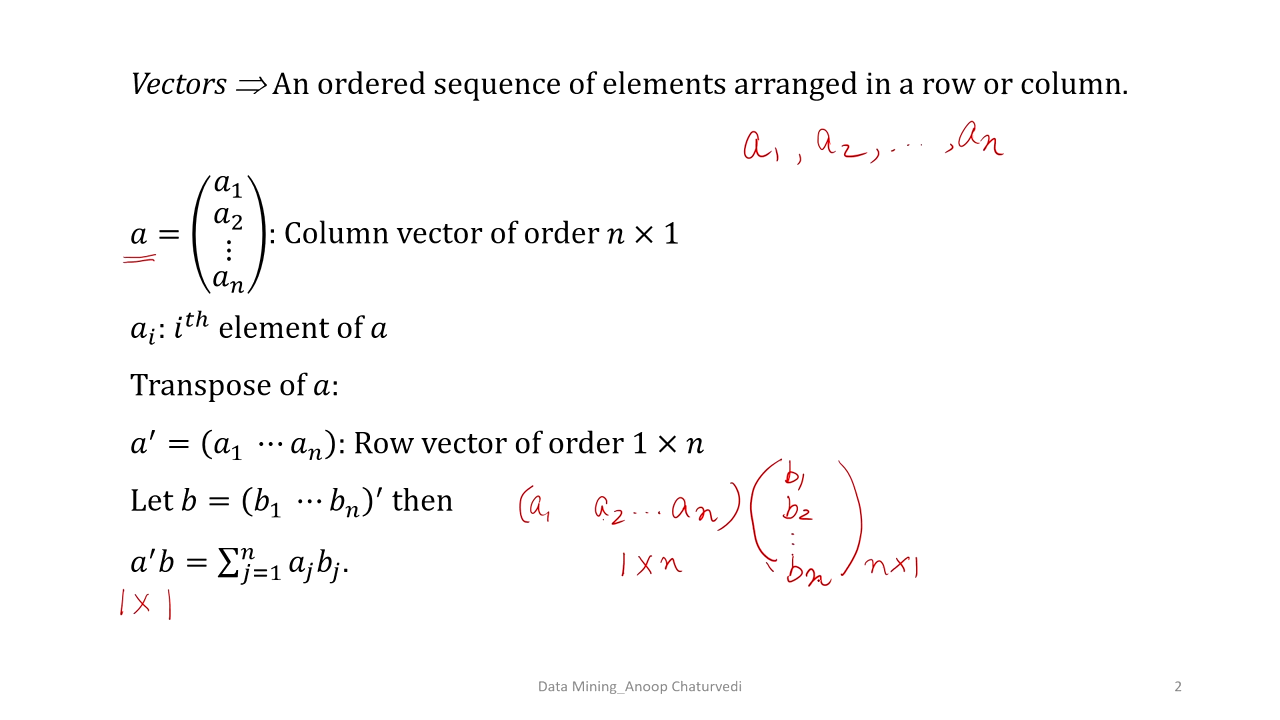 Vectors ⇒ An ordered sequence of elements arranged in a row or column.
a₁, a₂, ..., aₙ
a = (a₁ a₂ ⋮ aₙ): Column vector of order n × 1
aᵢ: iᵗʰ element of a
Transpose of a:
a′ = (a₁ ⋯ aₙ): Row vector of order 1 × n
Let b = (b₁ ⋯ bₙ)′ then
(a₁ a₂ ... aₙ) (b₁ b₂ ⋮ bₙ) n×1
1×n
a′b = ∑ⁿⱼ₌₁ aⱼbⱼ.
1×1
Data Mining_Anoop Chaturvedi
2